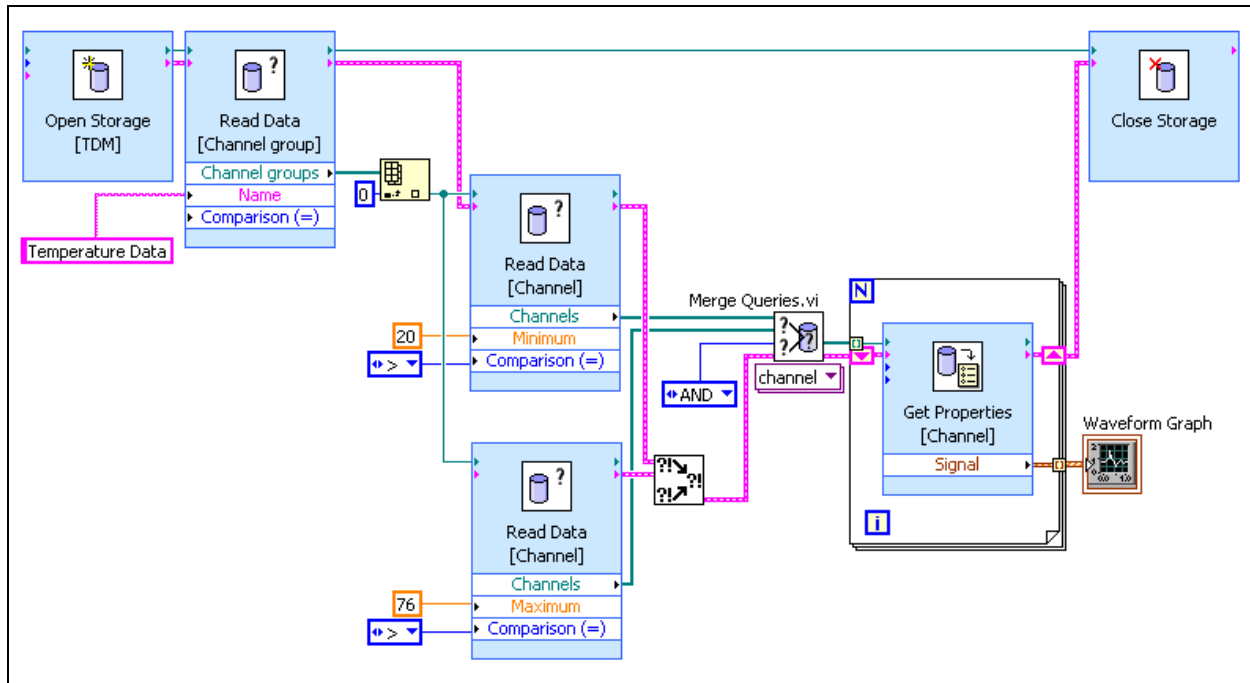 Open Storage
[TDM]
Read Data
[Channel group]
Channel groups
Name
Comparison (=)
Temperature Data
0
Read Data
[Channel]
Channels
Minimum
Comparison (=)
20
>
Read Data
[Channel]
Channels
Maximum
Comparison (=)
76
>
?!
?!
?!
Merge Queries.vi
?
?
?
AND
channel
N
Get Properties
[Channel]
Signal
i
Waveform Graph
Close Storage